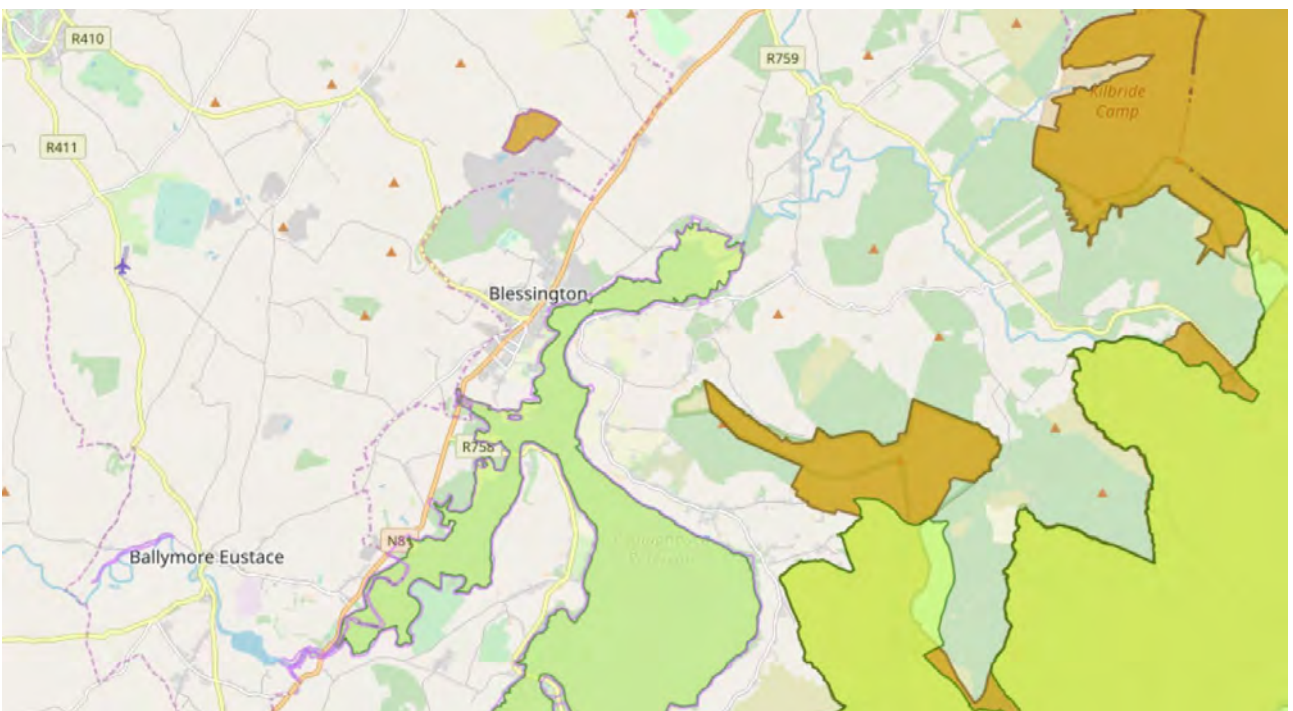 R410
R759
Kilbride
Camp
R411
Blessington
R758
N81
Ballymore Eustace